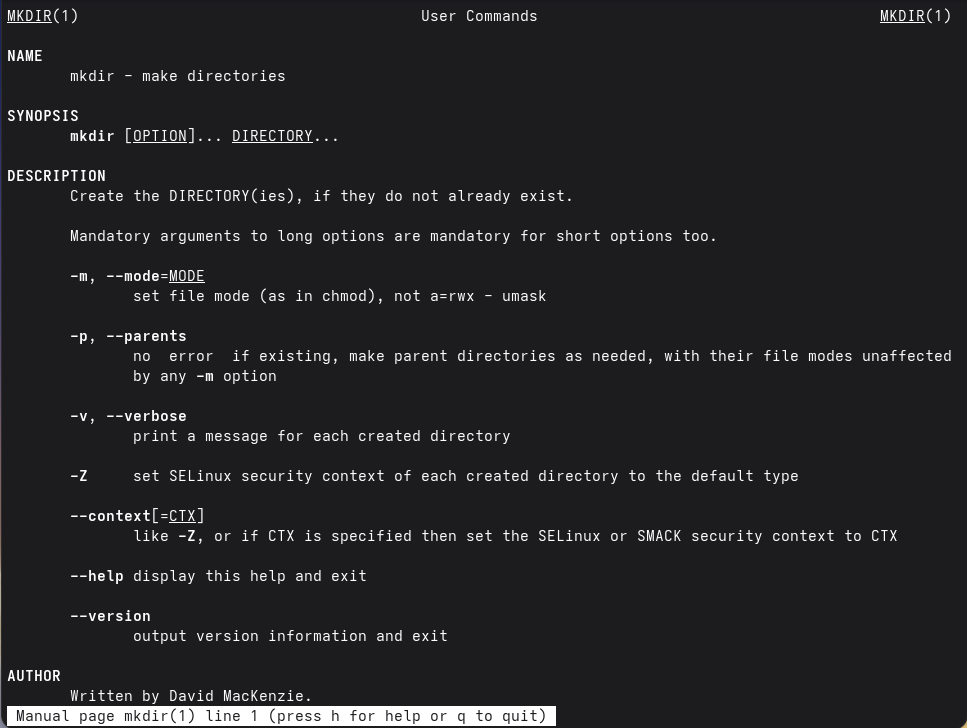 MKDIR(1)                                      User Commands                                      MKDIR(1)
NAME
       mkdir - make directories
SYNOPSIS
       mkdir [OPTION]... DIRECTORY...
DESCRIPTION
       Create the DIRECTORY(ies), if they do not already exist.
       Mandatory arguments to long options are mandatory for short options too.
       -m, --mode=MODE
              set file mode (as in chmod), not a=rwx - umask
       -p, --parents
              no  error  if existing, make parent directories as needed, with their file modes unaffected
              by any -m option
       -v, --verbose
              print a message for each created directory
       -Z     set SELinux security context of each created directory to the default type
       --context[=CTX]
              like -Z, or if CTX is specified then set the SELinux or SMACK security context to CTX
       --help display this help and exit
       --version
              output version information and exit
AUTHOR
       Written by David MacKenzie.
 Manual page mkdir(1) line 1 (press h for help or q to quit)